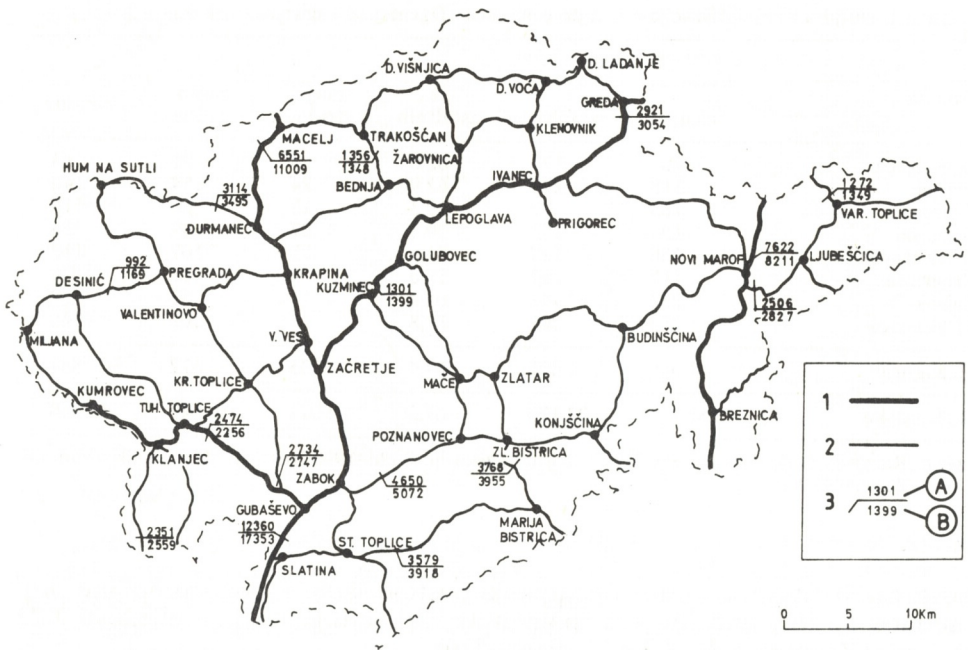 D. LADANJE
D. VIŠNJICA
D. VOĆA
GREDA
2921
3054
MACELJ
TRAKOŠĆAN
KLENOVNIK
6551
11009
1356
1348
ŽAROVNICA
HUM NA SUTLI
BEDNJA
IVANEC
3114
3495
1272
1349
LEPOGLAVA
PRIGOREC
VAR. TOPLICE
ĐURMANEC
GOLUBOVEC
NOVI MAROF
7622
8211
LJUBEŠĆICA
992
1169
PREGRADA
KRAPINA
DESINIĆ
KUZMINEC
1301
1399
2506
2827
VALENTINOVO
MILJANA
V. VES
BUDINŠĆINA
ZAČRETJE
KR. TOPLICE
MAČE
ZLATAR
KUMROVEC
TUH. TOPLICE
2474
2256
BREZNICA
1
2
3
1301
1399
A
B
KLANJEC
2734
2747
POZNANOVEC
KONJŠĆINA
ZL. BISTRICA
3768
3955
ZABOK
4650
5072
GUBAŠEVO
12360
17353
MARIJA
BISTRICA
2351
2559
ST. TOPLICE
3579
3918
SLATINA
0 5 10Km